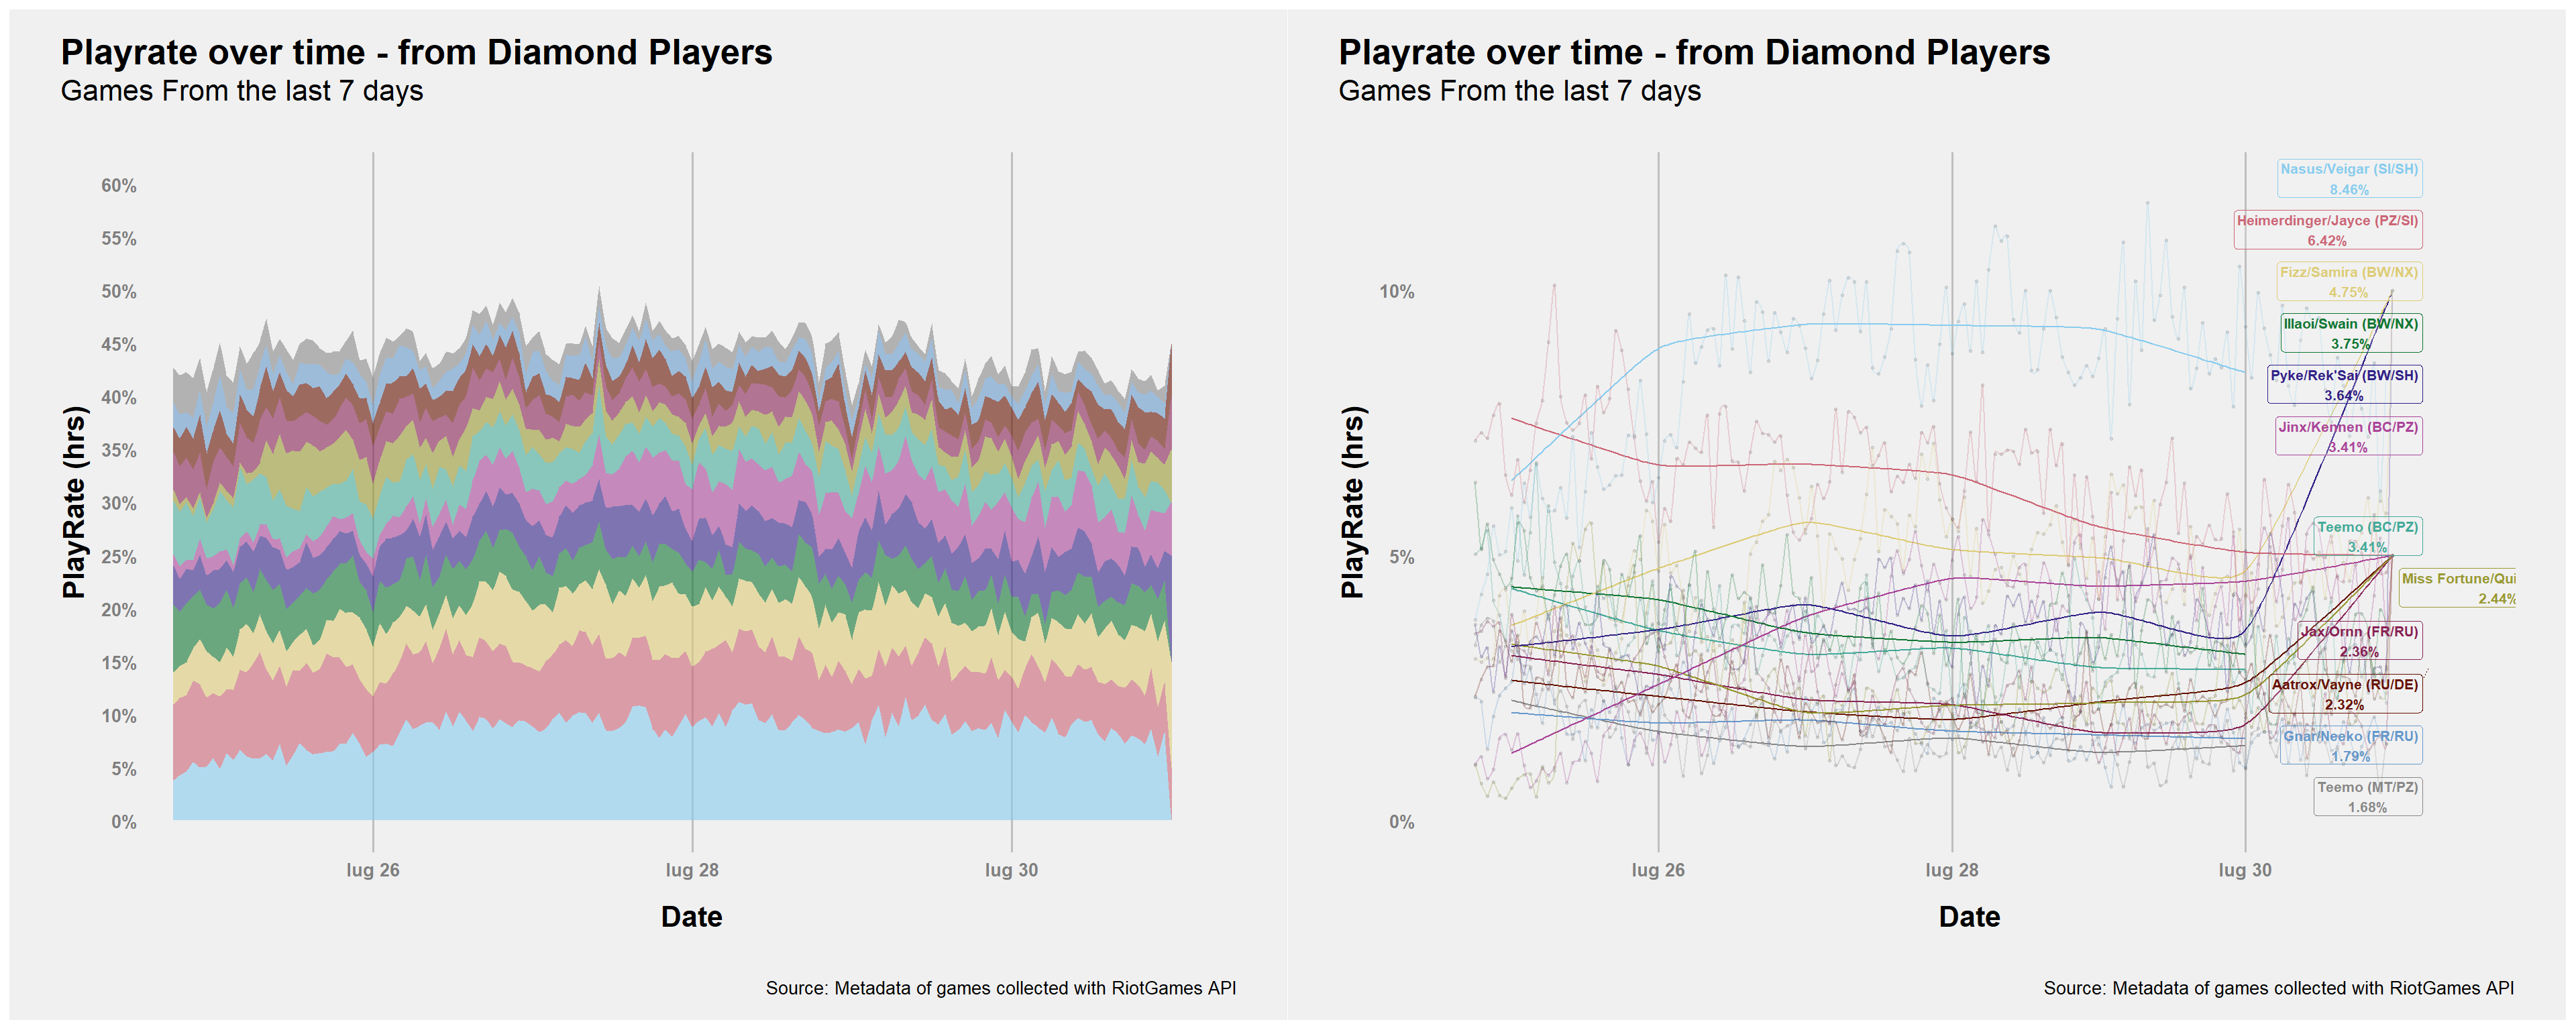 Playrate over time - from Diamond Players
Games From the last 7 days
60%
55%
50%
45%
40%
35%
30%
25%
20%
15%
10%
5%
0%
PlayRate (hrs)
lug 26
lug 28
lug 30
Date
Source: Metadata of games collected with RiotGames API
Playrate over time - from Diamond Players
Games From the last 7 days
10%
5%
0%
PlayRate (hrs)
lug 26
lug 28
lug 30
Date
Nasus/Veigar (SI/SH)
8.46%
Heimerdinger/Jayce (PZ/SI)
6.42%
Fizz/Samira (BW/NX)
4.75%
Illaoi/Swain (BW/NX)
3.75%
Pyke/Rek'Sai (BW/SH)
3.64%
Jinx/Kennen (BC/PZ)
3.41%
Teemo (BC/PZ)
3.41%
Miss Fortune/Qui
2.44%
Jax/Ornn (FR/RU)
2.36%
Aatrox/Vayne (RU/DE)
2.32%
Gnar/Neeko (FR/RU)
1.79%
Teemo (MT/PZ)
1.68%
Source: Metadata of games collected with RiotGames API